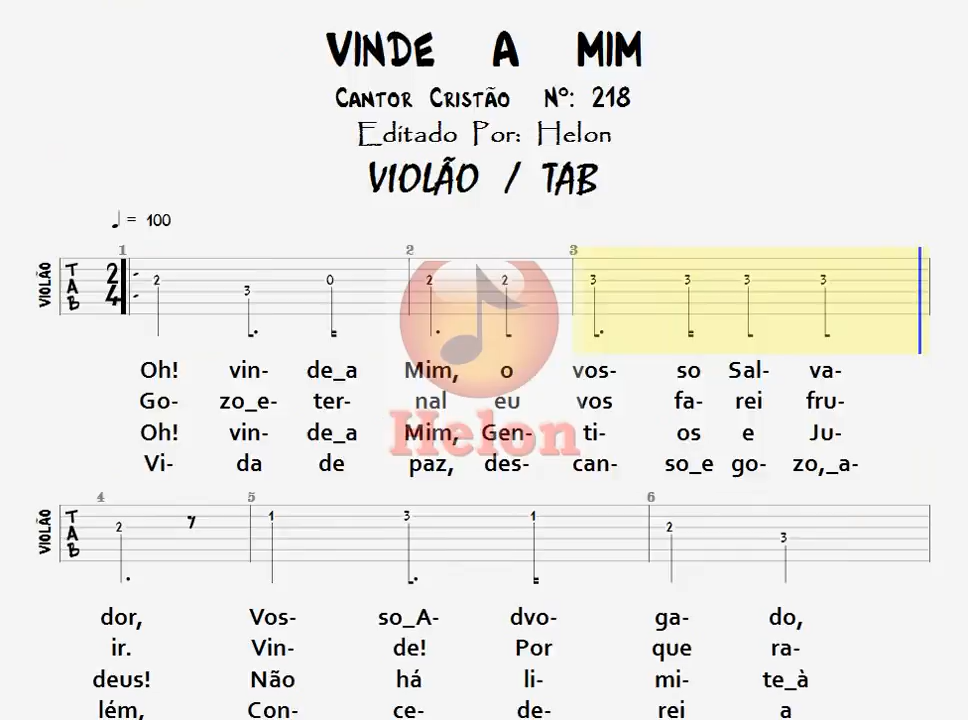 VINDE A MIM
CANTOR CRISTÃO Nº: 218
Editado Por: Helon
VIOLÃO / TAB
♩ = 100
1 2 3
VIOLÃO TAB 2/4 2 3 0 2 2 3 3 3 3
Oh! vin- de_a Mim, o vos- so Sal- va-
Go- zo_e- ter- nal eu vos fa- rei fru-
Oh! vin- de_a Mim, Gen- ti- os e Ju-
Helon
Vi- da de paz, des- can- so_e go- zo,_a-
4 5 6
VIOLÃO TAB 2 1 3 1 2 3
dor, Vos- so_A- dvo- ga- do,
ir. Vin- de! Por que ra-
deus! Não há li- mi- te_à
lém, Con- ce- de- rei a